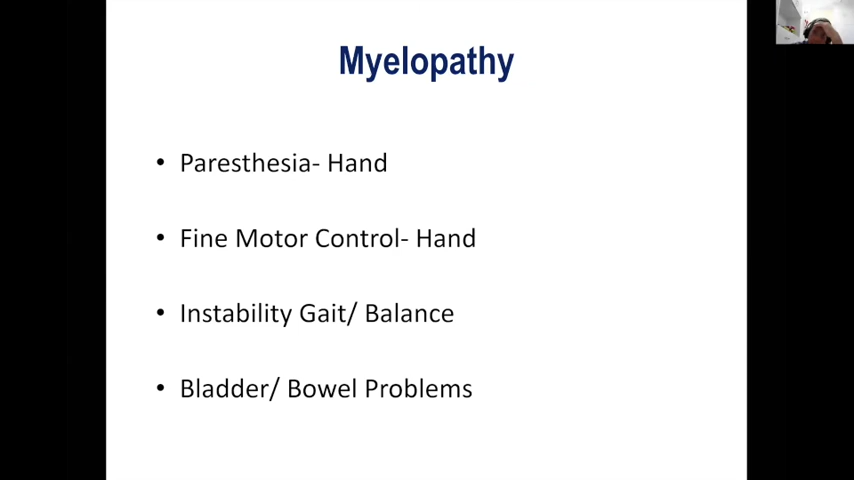 Myelopathy
• Paresthesia- Hand
• Fine Motor Control- Hand
• Instability Gait/ Balance
• Bladder/ Bowel Problems